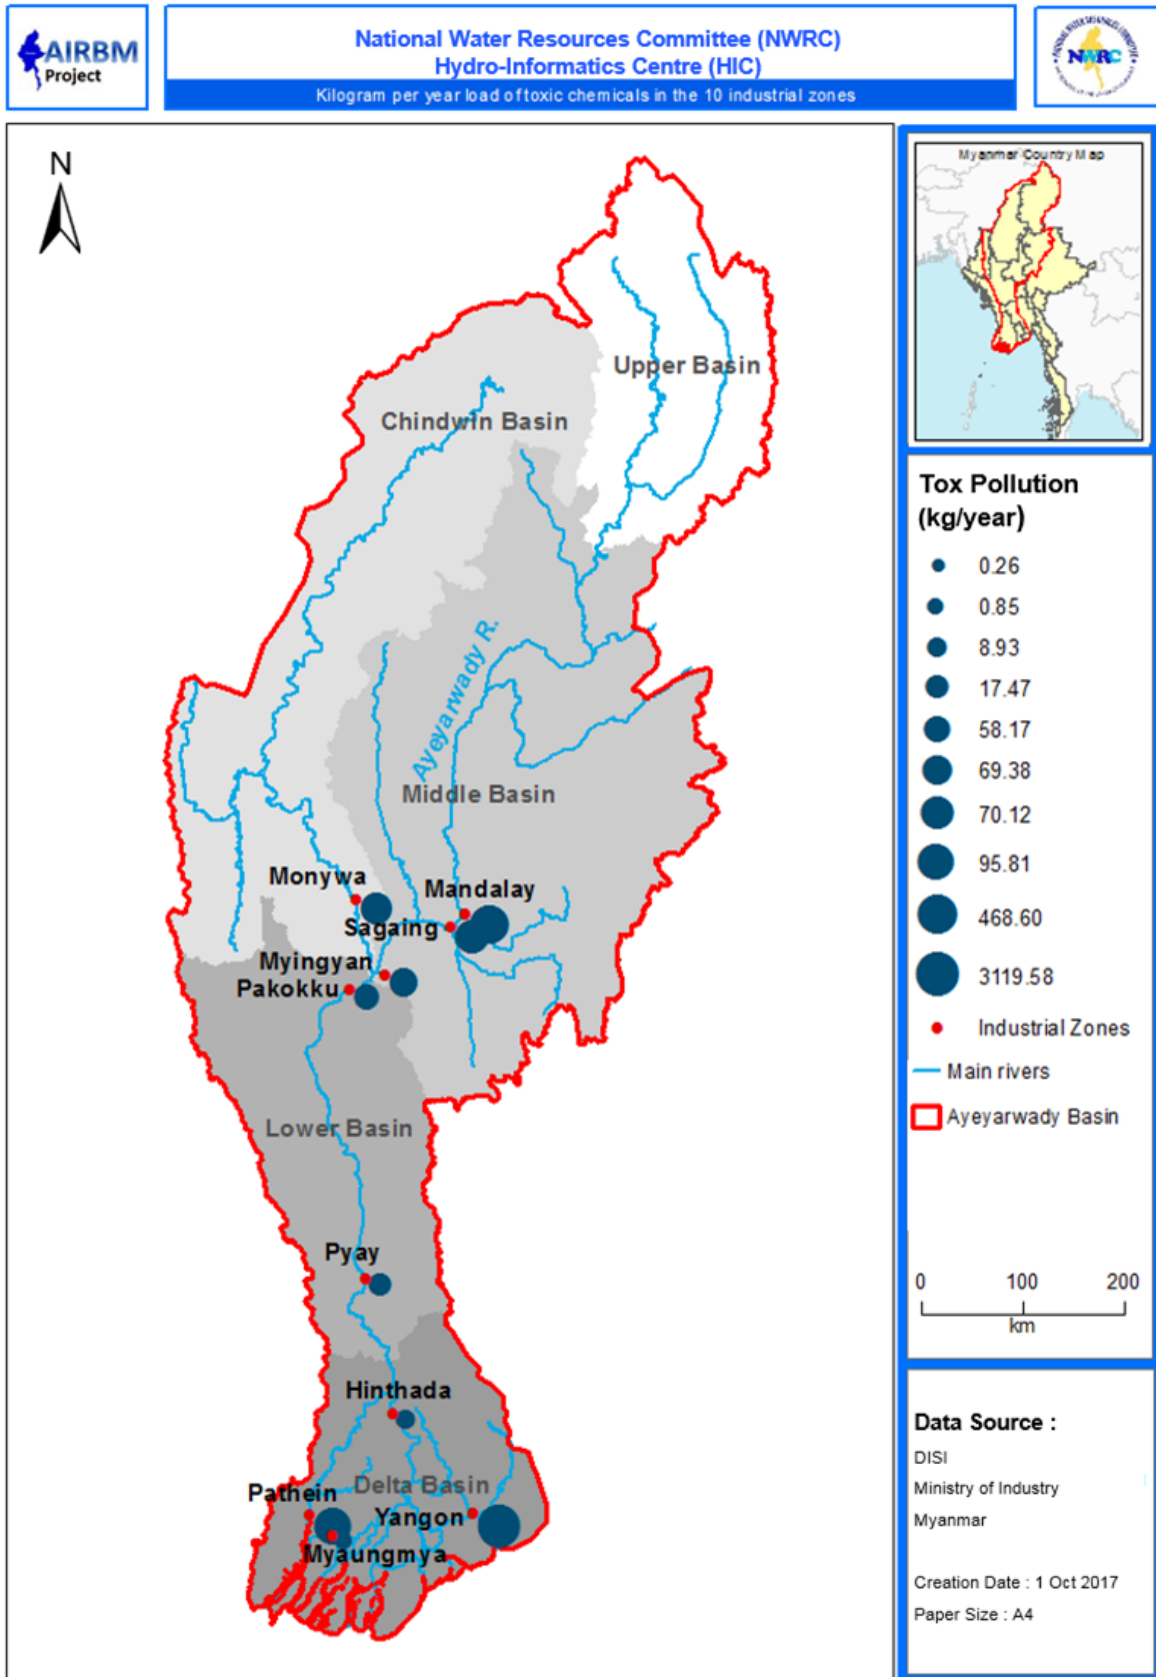 AIRBM
Project
National Water Resources Committee (NWRC)
Hydro-Informatics Centre (HIC)
Kilogram per year load of toxic chemicals in the 10 industrial zones
NWRC
N
Myanmar Country Map
Upper Basin
Chindwin Basin
Ayeyarwady R.
Middle Basin
Monywa
Mandalay
Sagaing
Myingyan
Pakokku
Lower Basin
Pyay
Hinthada
Delta Basin
Pathein
Yangon
Myaungmya
Tox Pollution
(kg/year)
0.26
0.85
8.93
17.47
58.17
69.38
70.12
95.81
468.60
3119.58
Industrial Zones
Main rivers
Ayeyarwady Basin
0 100 200
km
Data Source :
DISI
Ministry of Industry
Myanmar
Creation Date : 1 Oct 2017
Paper Size : A4